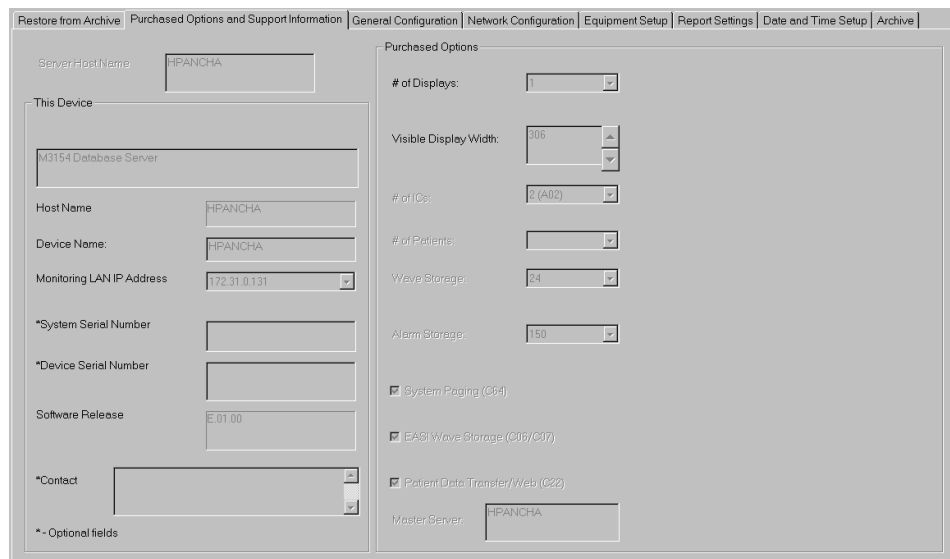 Restore from Archive
Purchased Options and Support Information
General Configuration
Network Configuration
Equipment Setup
Report Settings
Date and Time Setup
Archive
Server Host Name
HPANCHA
This Device
M3154 Database Server
Host Name
HPANCHA
Device Name:
HPANCHA
Monitoring LAN IP Address
172.31.0.131
*System Serial Number
*Device Serial Number
Software Release
E.01.00
*Contact
* - Optional fields
Purchased Options
# of Displays:
1
Visible Display Width:
306
# of ICs:
2 (A02)
# of Patients:
Wave Storage:
24
Alarm Storage:
150
System Paging (C64)
EASI Wave Storage (C06/C07)
Patient Data Transfer/Web (C22)
Master Server:
HPANCHA